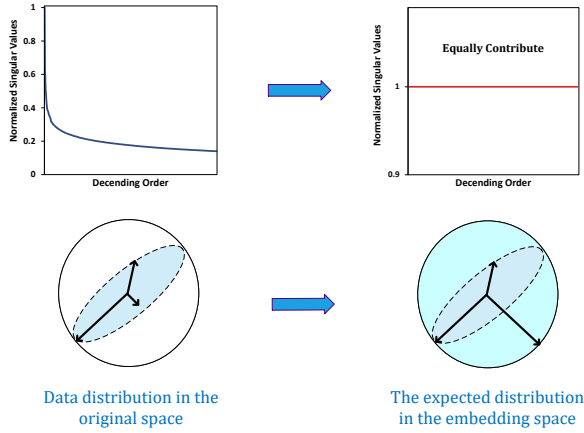 Normalized Singular Values
1
0.8
0.6
0.4
0.2
0
Decending Order
Normalized Singular Values
Equally Contribute
1
0.9
Decending Order
Data distribution in the
original space
The expected distribution
in the embedding space